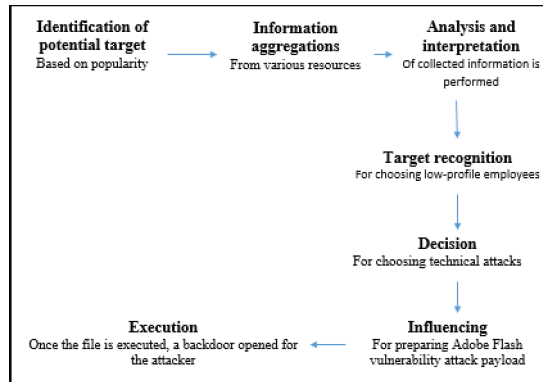 Identification of
potential target
Based on popularity
Information
aggregations
From various resources
Analysis and
interpretation
Of collected information is
performed
Target recognition
For choosing low-profile employees
Decision
For choosing technical attacks
Influencing
For preparing Adobe Flash
vulnerability attack payload
Execution
Once the file is executed, a backdoor opened for
the attacker